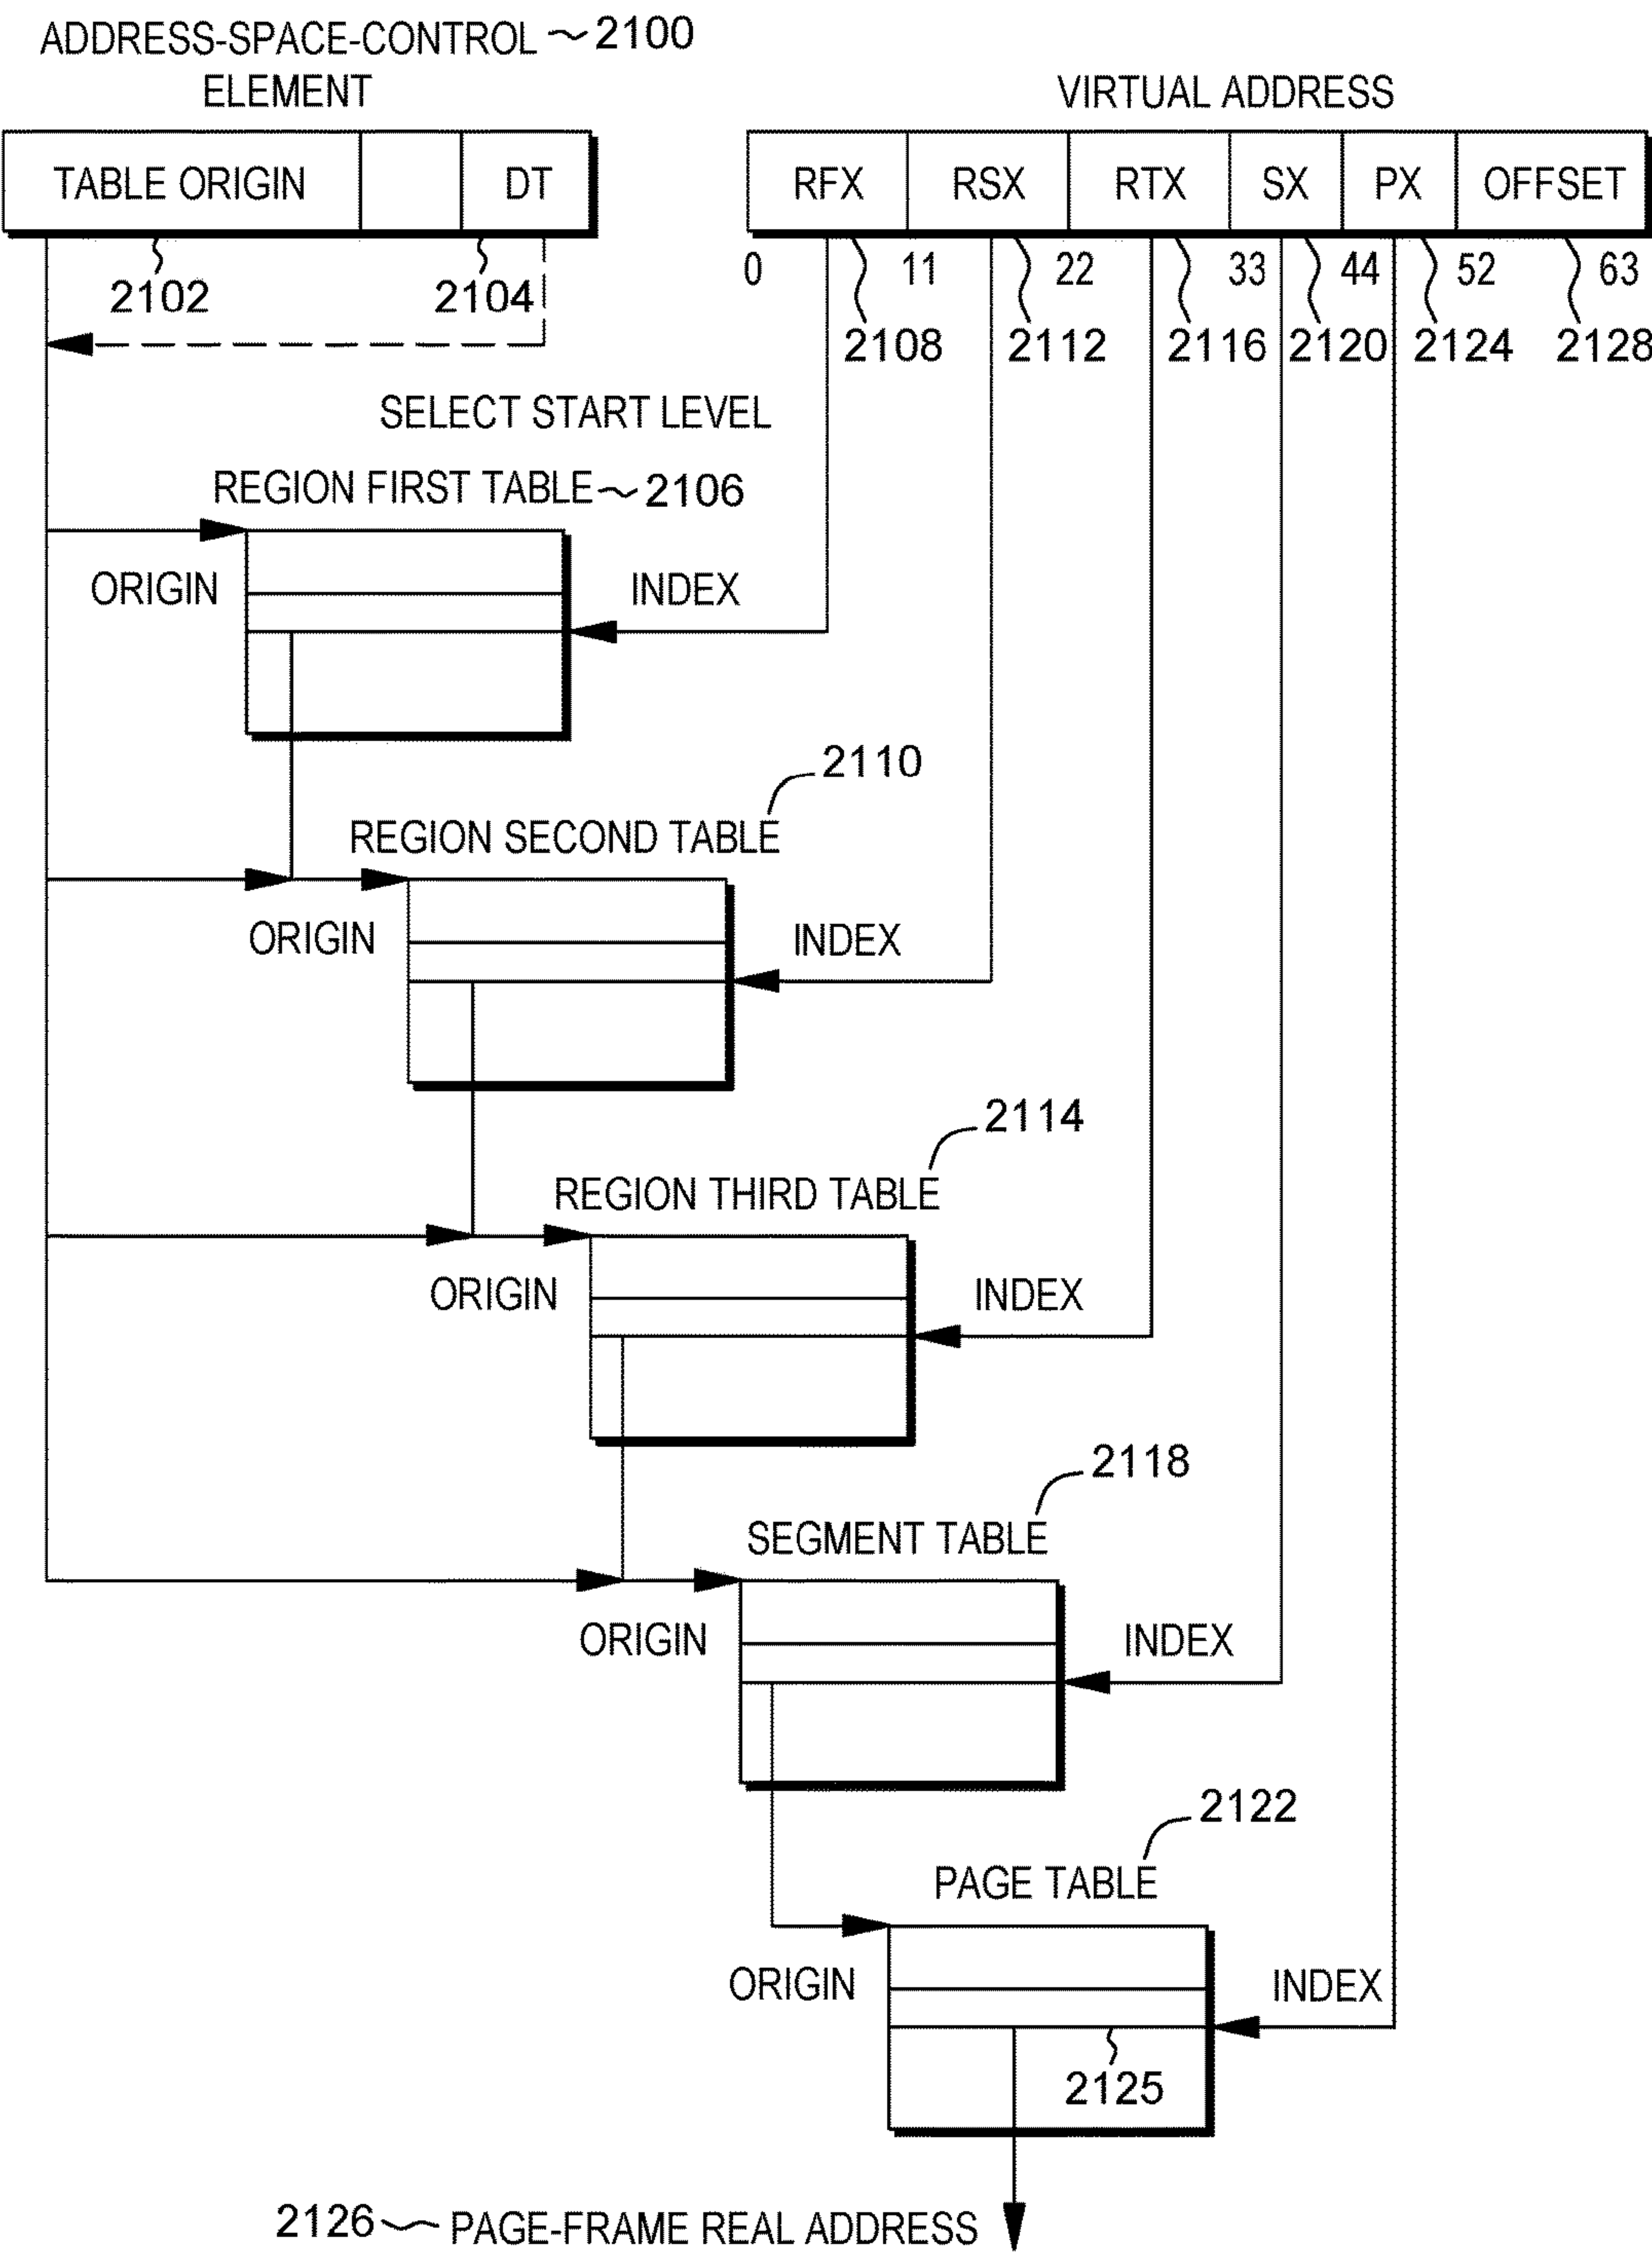 ADDRESS-SPACE-CONTROL 2100
ELEMENT
VIRTUAL ADDRESS
TABLE ORIGIN DT
RFX RSX RTX SX PX OFFSET
0 11 22 33 44 52 63
2102 2104
2108 2112 2116 2120 2124 2128
SELECT START LEVEL
REGION FIRST TABLE 2106
ORIGIN INDEX
2110
REGION SECOND TABLE
ORIGIN INDEX
2114
REGION THIRD TABLE
ORIGIN INDEX
2118
SEGMENT TABLE
ORIGIN INDEX
2122
PAGE TABLE
ORIGIN INDEX
2125
2126 PAGE-FRAME REAL ADDRESS